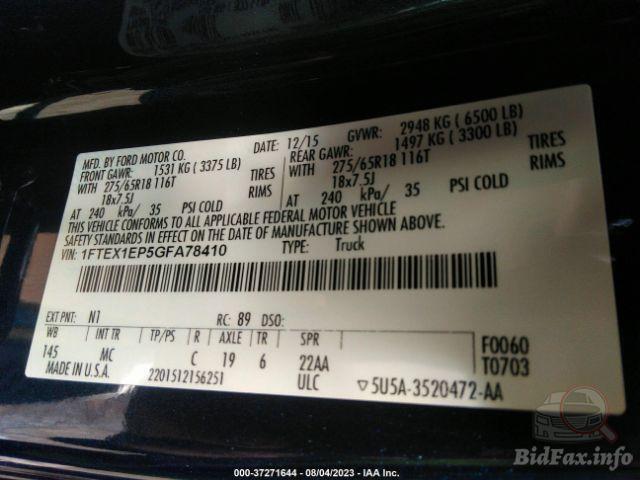 MFD. BY FORD MOTOR CO.
DATE: 12/15 GVWR: 2948 KG ( 6500 LB)
FRONT GAWR: 1531 KG ( 3375 LB) REAR GAWR: 1497 KG ( 3300 LB)
WITH 275/65R18 116T TIRES WITH 275/65R18 116T TIRES
18x7.5J RIMS 18x7.5J RIMS
AT 240 kPa/ 35 PSI COLD AT 240 kPa/ 35 PSI COLD
THIS VEHICLE CONFORMS TO ALL APPLICABLE FEDERAL MOTOR VEHICLE
SAFETY STANDARDS IN EFFECT ON THE DATE OF MANUFACTURE SHOWN ABOVE.
VIN: 1FTEX1EP5GFA78410 TYPE: Truck
EXT PNT: N1 RC: 89 DSO:
WB INT TR TP/PS R AXLE TR SPR F0060
145 MC C 19 6 22AA T0703
MADE IN U.S.A. 2201512156251 ULC ▽5U5A-3520472-AA
BidFax.info
000-37271644 - 08/04/2023 - IAA Inc.